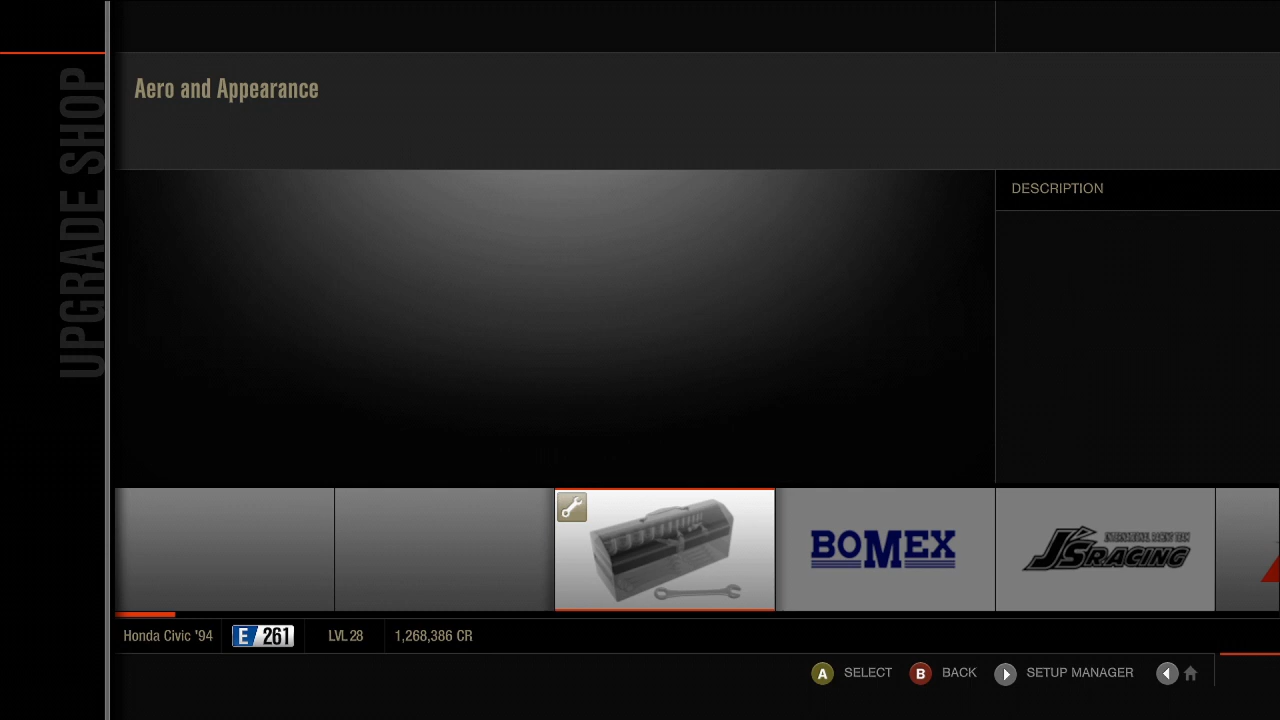 UPGRADE SHOP
Aero and Appearance
DESCRIPTION
BOMEX
J'S RACING
Honda Civic '94
E 261
LVL 28
1,268,386 CR
A SELECT
B BACK
SETUP MANAGER